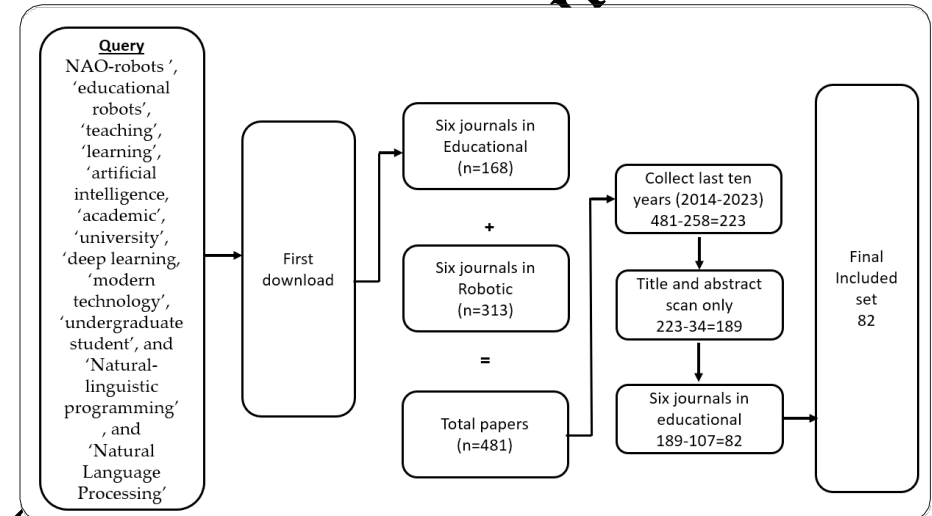 Query
NAO-robots ',
'educational
robots',
'teaching',
'learning',
'artificial
intelligence,
'academic',
'university',
'deep learning,
'modern
technology',
'undergraduate
student', and
'Natural-
linguistic
programming'
, and
'Natural
Language
Processing'
First
download
Six journals in
Educational
(n=168)
+
Six journals in
Robotic
(n=313)
=
Total papers
(n=481)
Collect last ten
years (2014-2023)
481-258=223
Title and abstract
scan only
223-34=189
Six journals in
educational
189-107=82
Final
Included
set
82